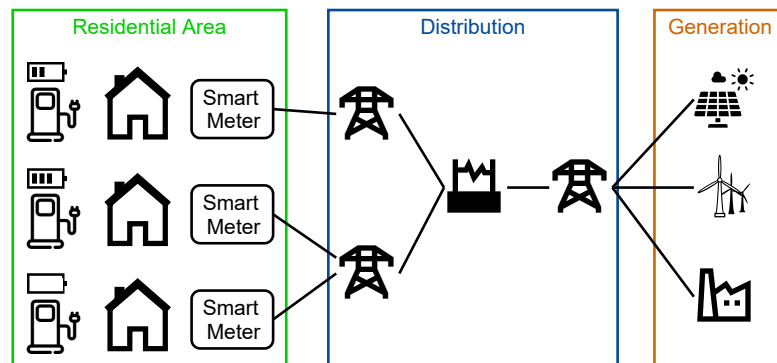 Residential Area
Distribution
Generation
Smart
Meter
Smart
Meter
Smart
Meter